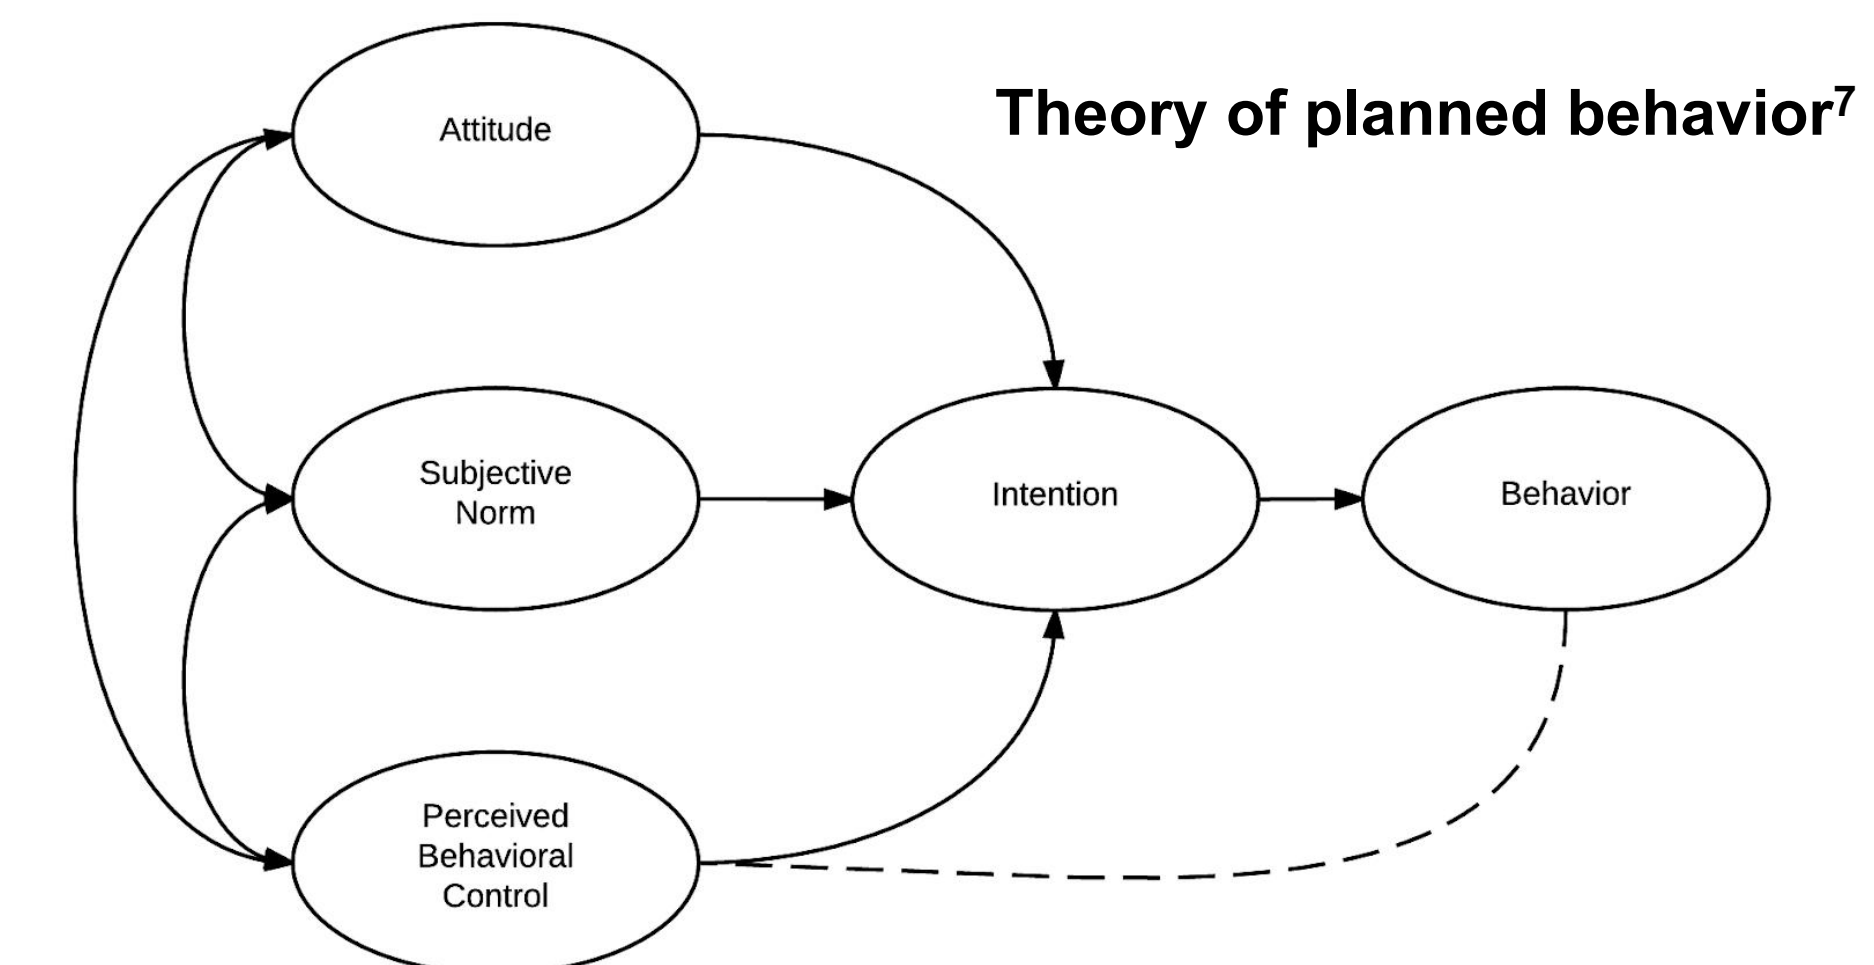 Attitude
Theory of planned behavior⁷
Subjective
Norm
Intention
Behavior
Perceived
Behavioral
Control